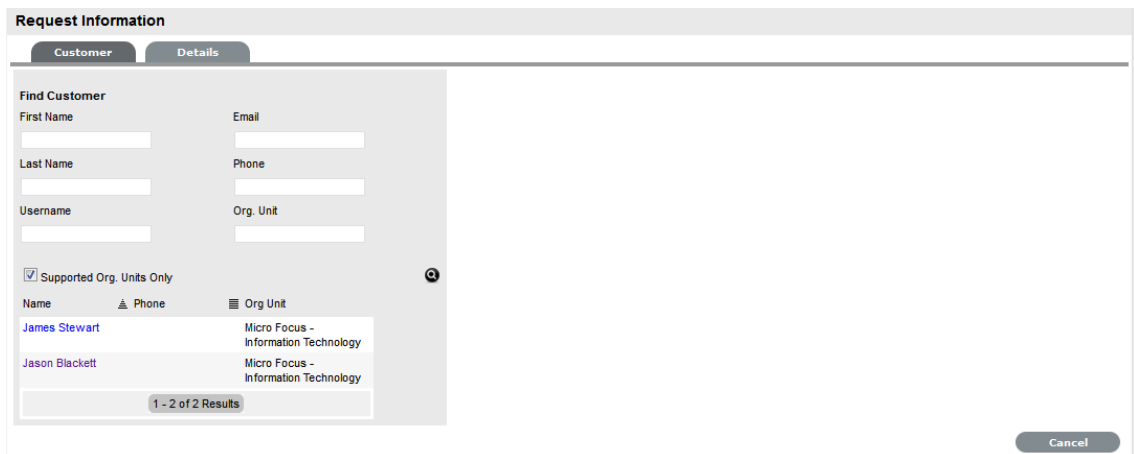 Request Information
Customer Details
Find Customer
First Name Email
Last Name Phone
Username Org. Unit
Supported Org. Units Only
Name Phone Org Unit
James Stewart Micro Focus -
Information Technology
Jason Blackett Micro Focus -
Information Technology
1 - 2 of 2 Results
Cancel